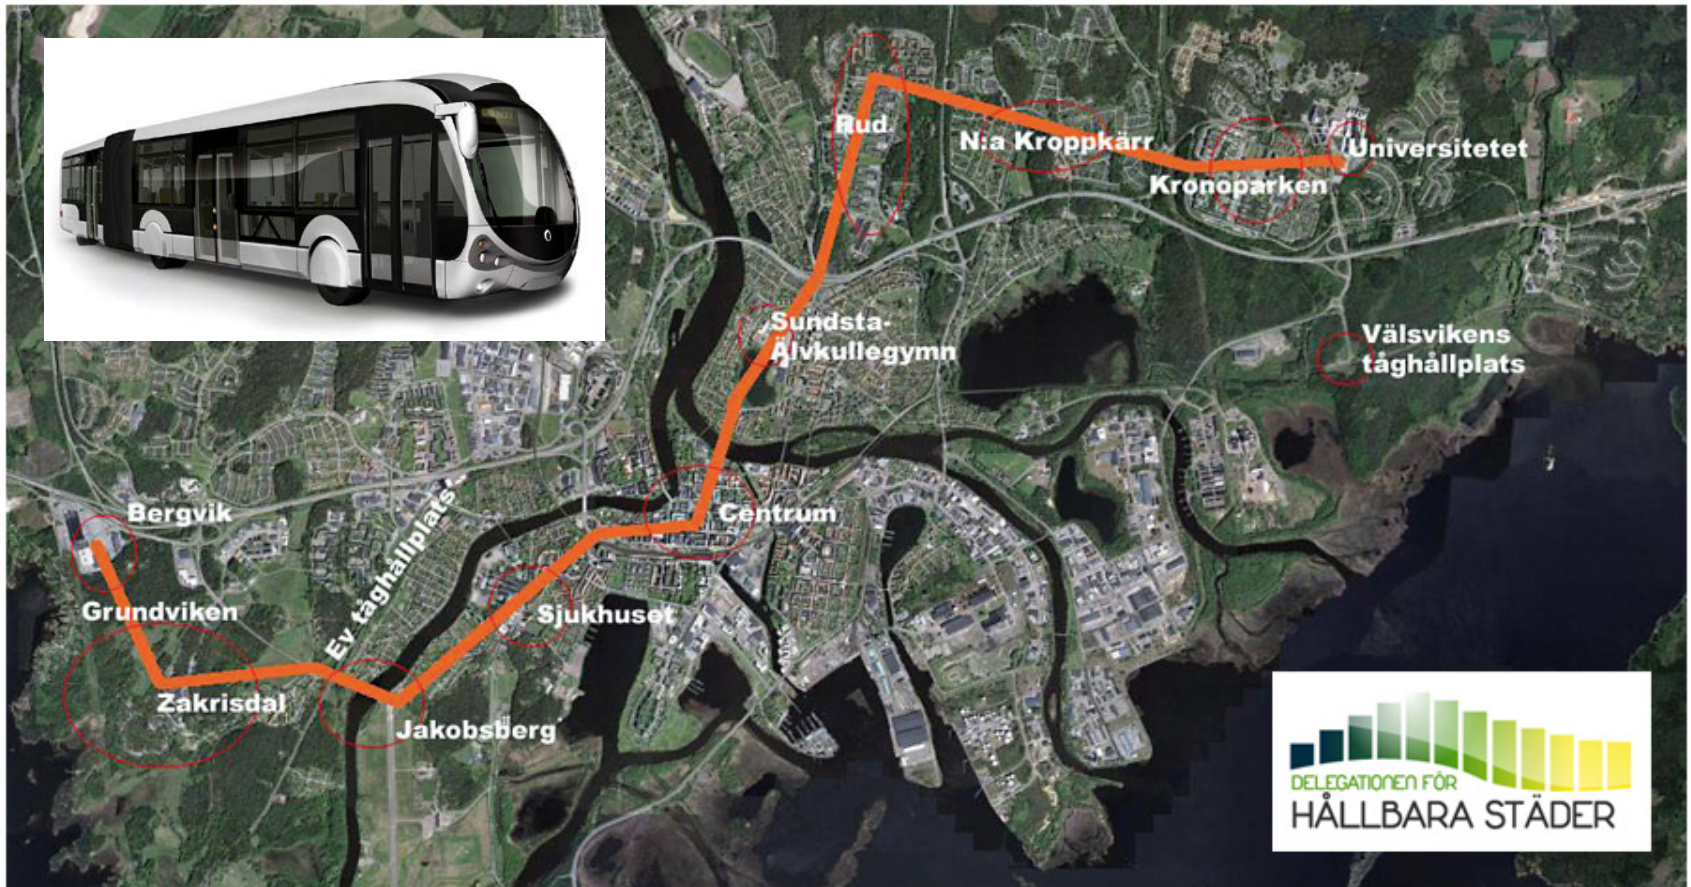 Rud
N:a Kroppkärr
Universitetet
Kronoparken
Sundsta-
Älvkullegymn
Välsvikens
tåghållplats
Bergvik
Ev tåghållplats
Centrum
Grundviken
Sjukhuset
Zakrisdal
Jakobsberg
DELEGATIONEN FÖR
HÅLLBARA STÄDER